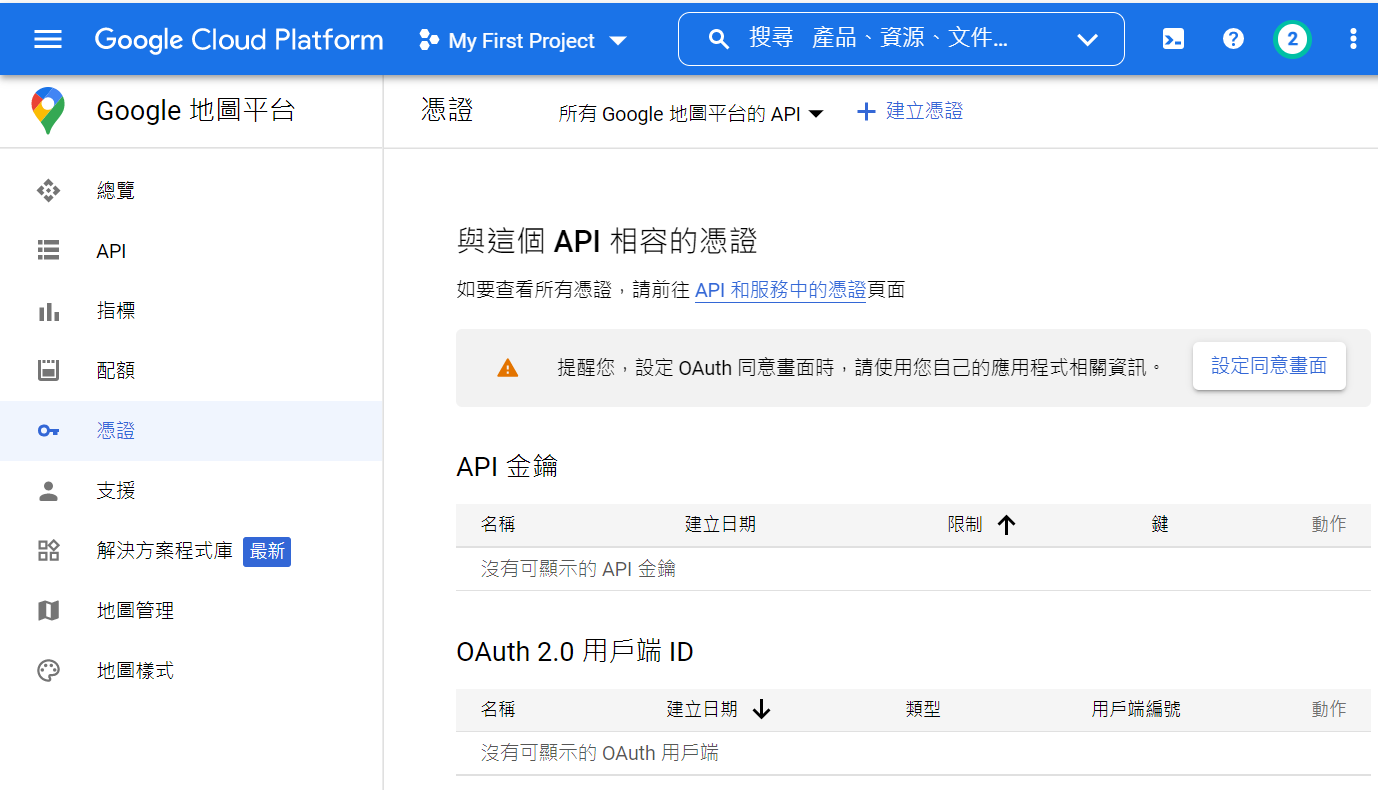 Google Cloud Platform My First Project 搜尋 產品、資源、文件... 2
Google 地圖平台
憑證 所有 Google 地圖平台的 API 建立憑證
總覽
API
指標
配額
憑證
支援
解決方案程式庫 最新
地圖管理
地圖樣式
與這個 API 相容的憑證
如要查看所有憑證,請前往 API 和服務中的憑證頁面
提醒您,設定 OAuth 同意畫面時,請使用您自己的應用程式相關資訊。 設定同意畫面
API 金鑰
名稱 建立日期 限制 鍵 動作
沒有可顯示的 API 金鑰
OAuth 2.0 用戶端 ID
名稱 建立日期 類型 用戶端編號 動作
沒有可顯示的 OAuth 用戶端